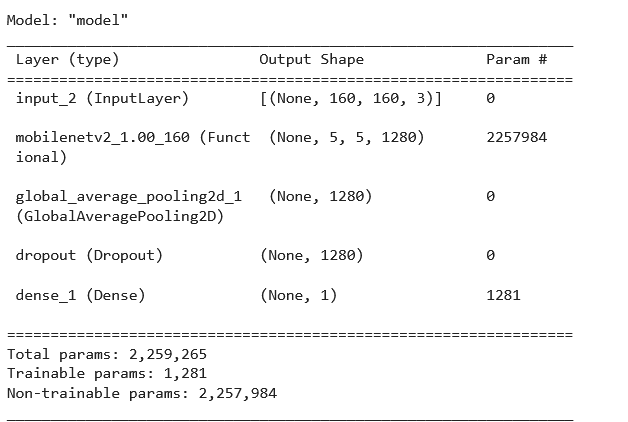 Model: "model"
Layer (type) Output Shape Param #
input_2 (InputLayer) [(None, 160, 160, 3)] 0
mobilenetv2_1.00_160 (Funct (None, 5, 5, 1280) 2257984
ional)
global_average_pooling2d_1 (None, 1280) 0
(GlobalAveragePooling2D)
dropout (Dropout) (None, 1280) 0
dense_1 (Dense) (None, 1) 1281
Total params: 2,259,265
Trainable params: 1,281
Non-trainable params: 2,257,984